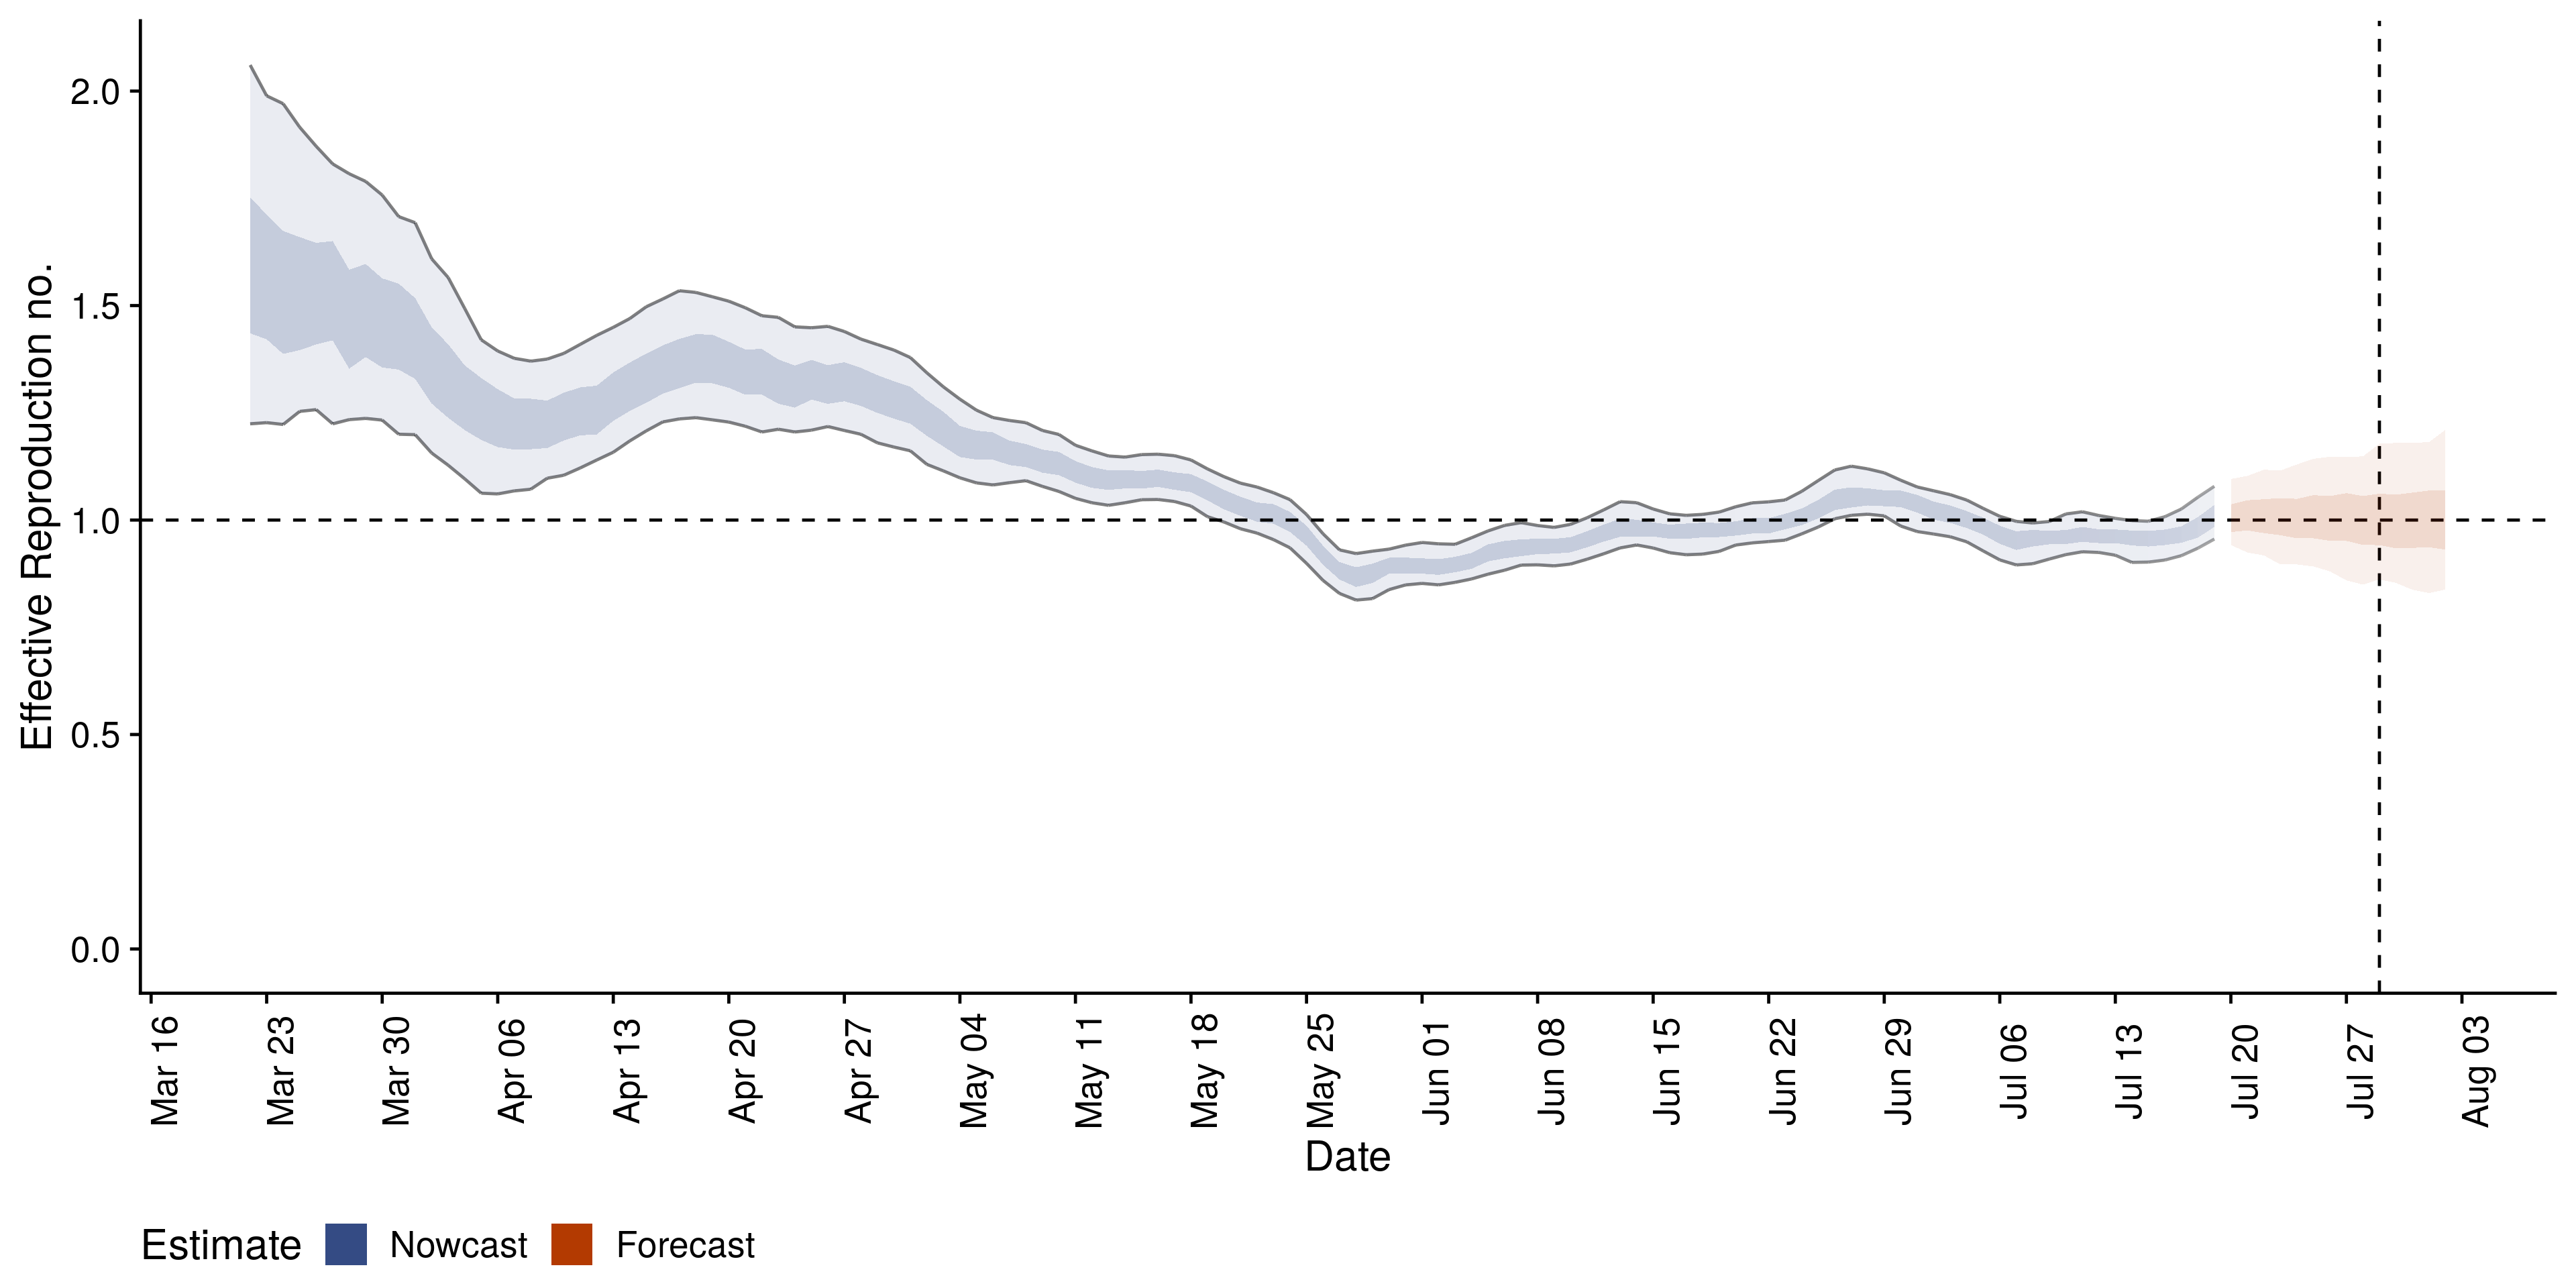 Effective Reproduction no.
2.0
1.5
1.0
0.5
0.0
Mar 16
Mar 23
Mar 30
Apr 06
Apr 13
Apr 20
Apr 27
May 04
May 11
May 18
May 25
Jun 01
Jun 08
Jun 15
Jun 22
Jun 29
Jul 06
Jul 13
Jul 20
Jul 27
Aug 03
Date
Estimate Nowcast Forecast